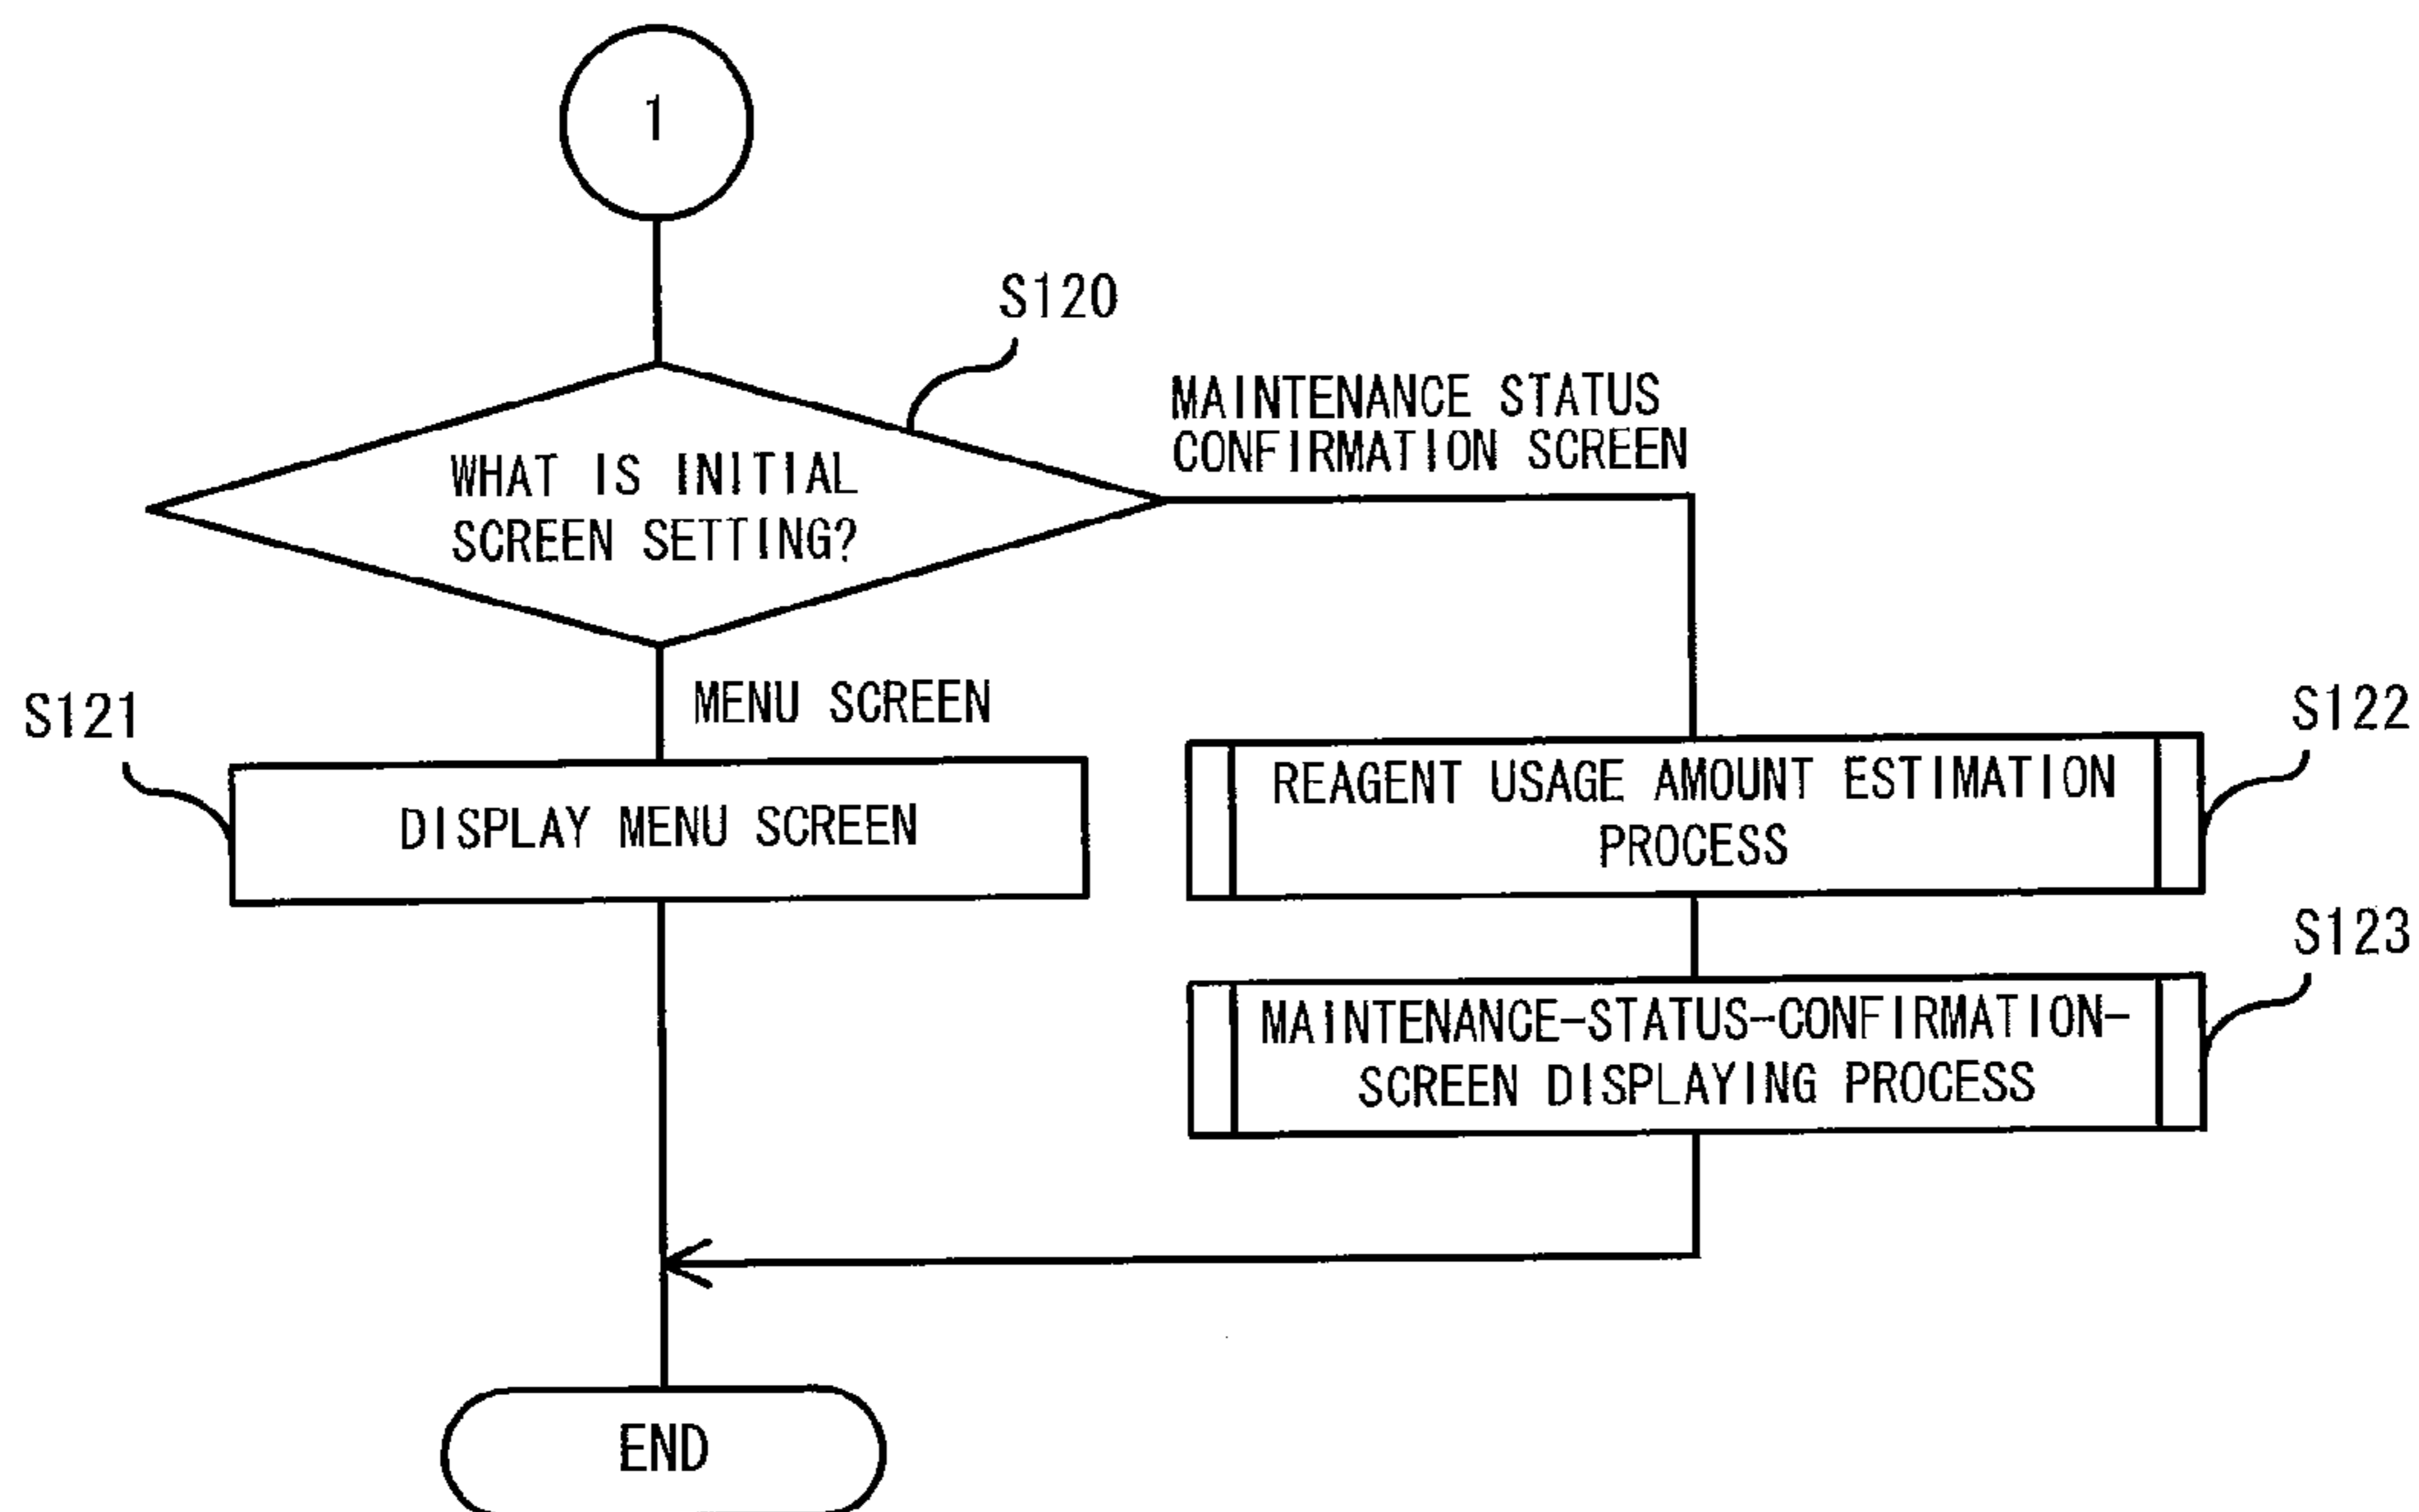 1
S120
MAINTENANCE STATUS
CONFIRMATION SCREEN
WHAT IS INITIAL
SCREEN SETTING?
MENU SCREEN
S121
DISPLAY MENU SCREEN
S122
REAGENT USAGE AMOUNT ESTIMATION
PROCESS
S123
MAINTENANCE-STATUS-CONFIRMATION-
SCREEN DISPLAYING PROCESS
END